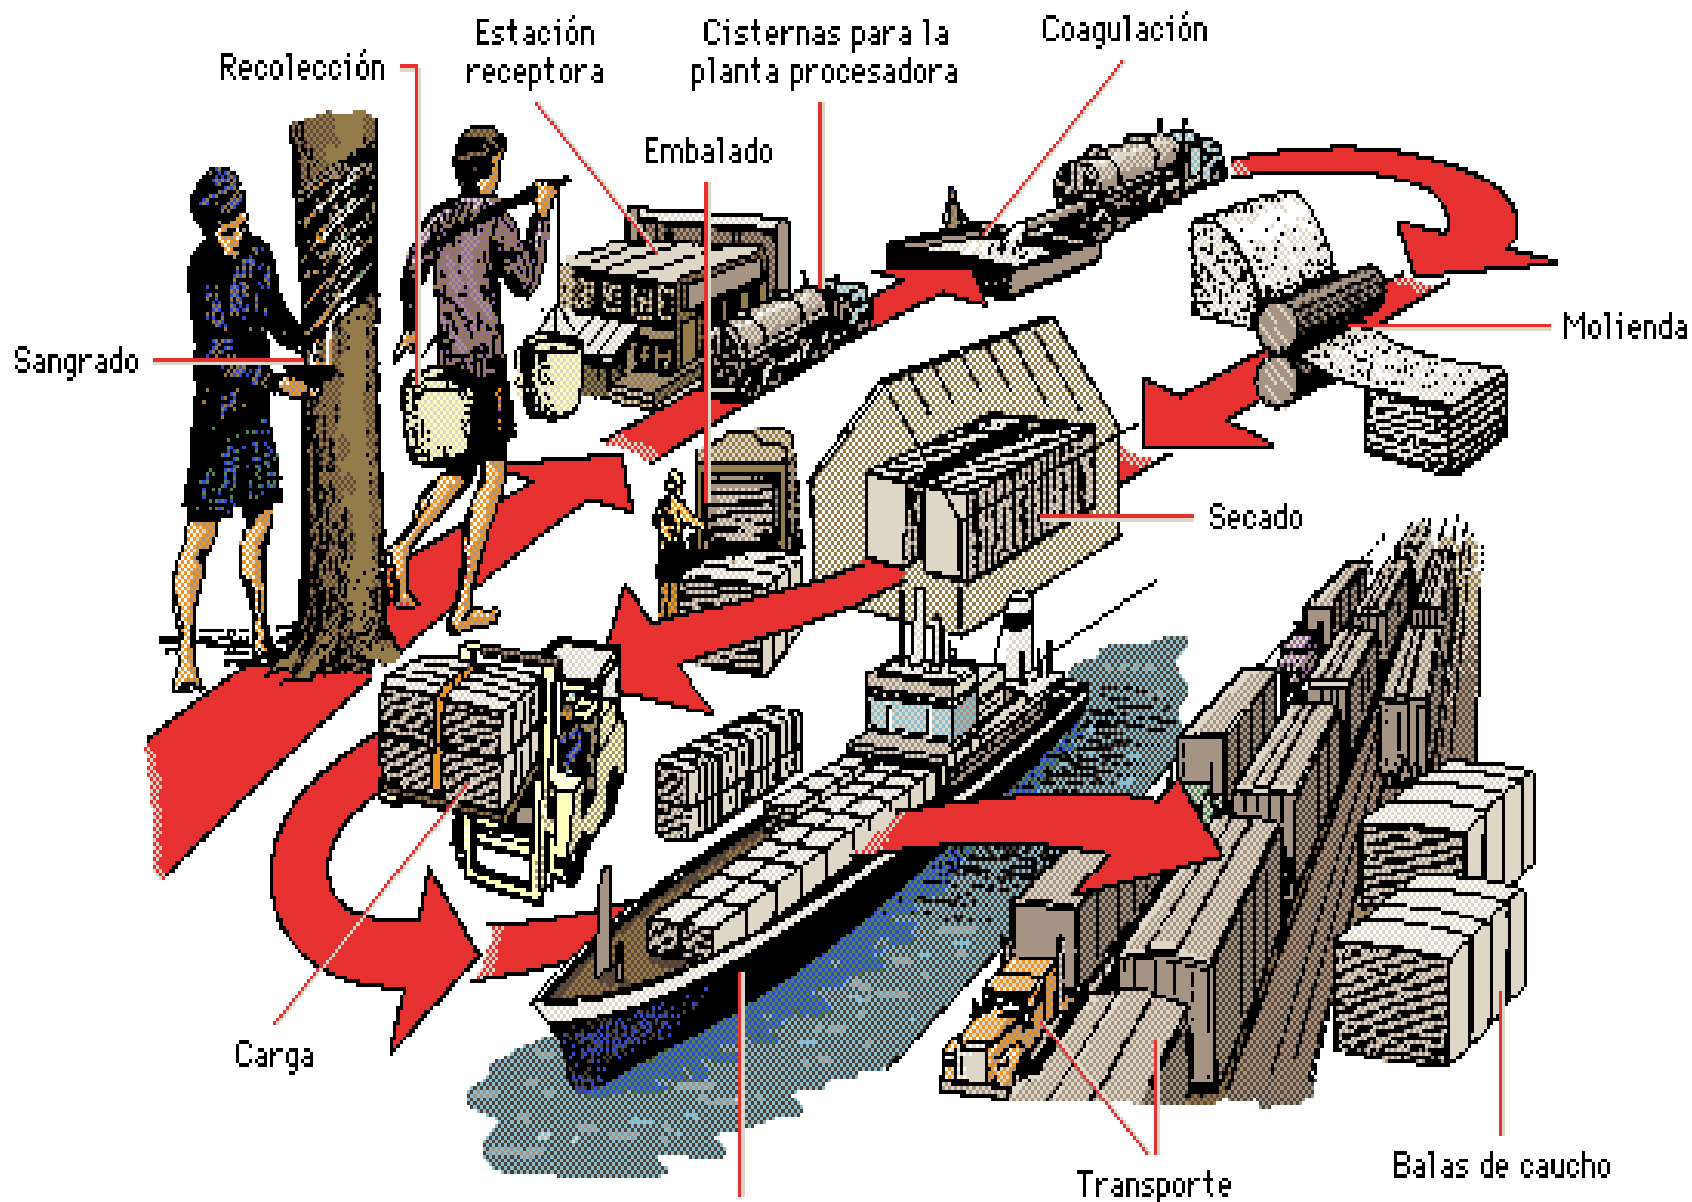 Estación
receptora
Cisternas para la
planta procesadora
Coagulación
Recolección
Embalado
Sangrado
Molienda
Secado
Carga
Transporte
Balas de caucho